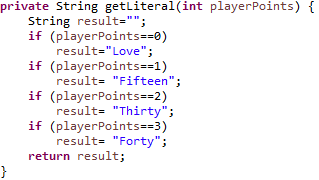 private String getLiteral(int playerPoints) {
    String result="";
    if (playerPoints==0)
        result="Love";
    if (playerPoints==1)
        result= "Fifteen";
    if (playerPoints==2)
        result= "Thirty";
    if (playerPoints==3)
        result= "Forty";
    return result;
}